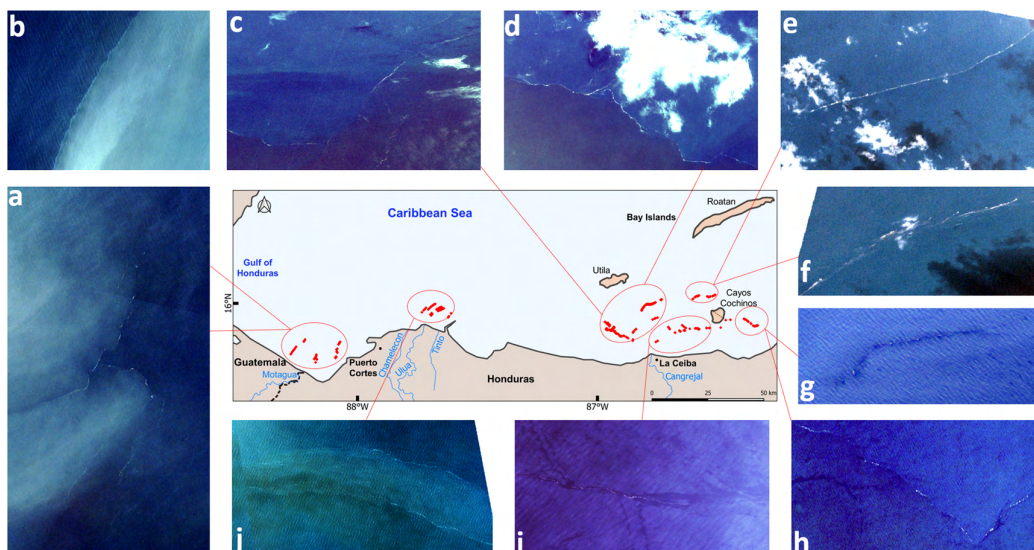 b
c
d
e
a
Caribbean Sea
Roatan
Bay Islands
Gulf of
Honduras
Utila
f
16°N
Cayos
Cochinos
Guatemala
Motagua
Puerto
Cortes
Chamelecon
Ulua
Tinto
Honduras
La Ceiba
Cangrejal
g
0 25 50 km
88°W
87°W
j
i
h